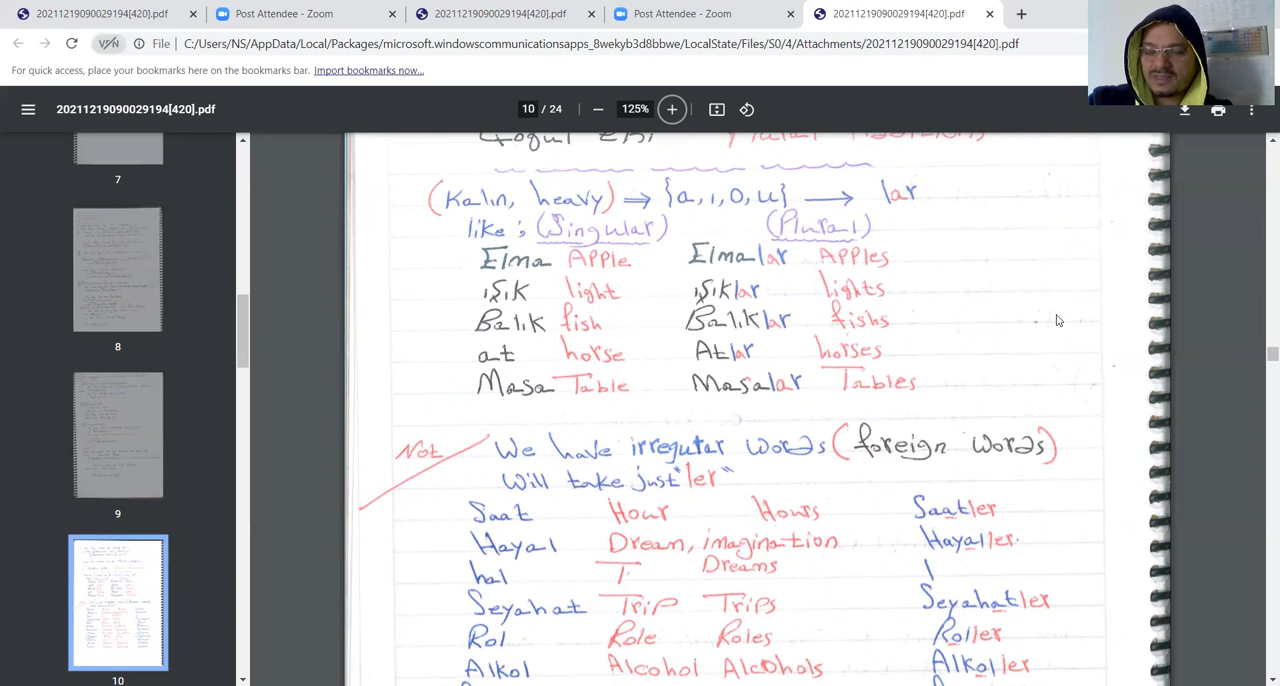 20211219090029194[420].pdf
Post Attendee - Zoom
20211219090029194[420].pdf
Post Attendee - Zoom
20211219090029194[420].pdf
VPN
File
C:/Users/NS/AppData/Local/Packages/microsoft.windowscommunicationsapps_8wekyb3d8bbwe/LocalState/Files/S0/4/Attachments/20211219090029194[420].pdf
For quick access, place your bookmarks here on the bookmarks bar. Import bookmarks now...
20211219090029194[420].pdf
10 / 24
125%
7
8
9
10
(Kalın, heavy) ⇒ {a, ı, o, u} → lar
like ; (Singular) (Plural)
Elma Apple Elmalar Apples
ışık light ışıklar lights
Balık fish Balıklar fishs
at horse Atlar horses
Masa Table Masalar Tables
Not We have irregular words (foreign words)
Will take just "ler"
Saat Hour Hours Saatler
Hayal Dream, imagination Hayaller.
Dreams
hal
Seyahat Trip Trips Seyahatler
Rol Role Roles Roller
Alkol Alcohol Alcohols Alkoller